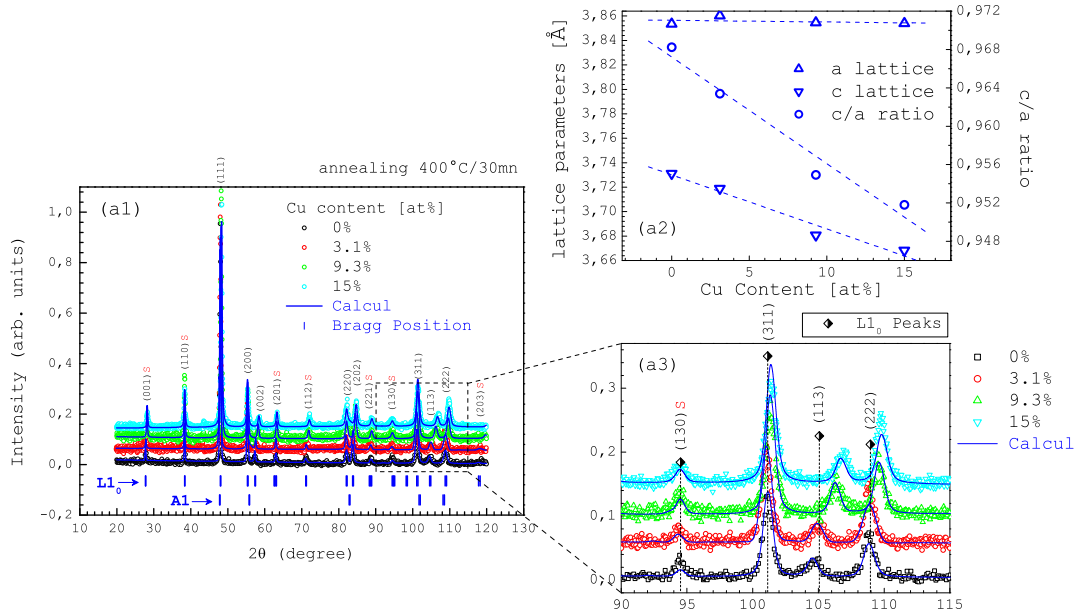 annealing 400°C/30mn
(a1)
Intensity (arb. units)
1,0
0,8
0,6
0,4
0,2
0,0
-0,2
Cu content [at%]
0%
3.1%
9.3%
15%
Calcul
Bragg Position
(001)S
(110)S
(111)
(200)
(002)
(201)S
(112)S
(220)
(202)
(221)S
(130)S
(311)
(113)
(222)
(203)S
L1₀
A1
10 20 30 40 50 60 70 80 90 100 110 120 130
2θ (degree)
(a2)
lattice parameters [Å]
3,86
3,84
3,82
3,80
3,78
3,76
3,74
3,72
3,70
3,68
3,66
a lattice
c lattice
c/a ratio
0,972
0,968
0,964
0,960
0,956
0,952
0,948
c/a ratio
0 5 10 15
Cu Content [at%]
L1₀ Peaks
(a3)
0,3
0,2
0,1
0,0
(130)S
(311)
(113)
(222)
0%
3.1%
9.3%
15%
Calcul
90 95 100 105 110 115